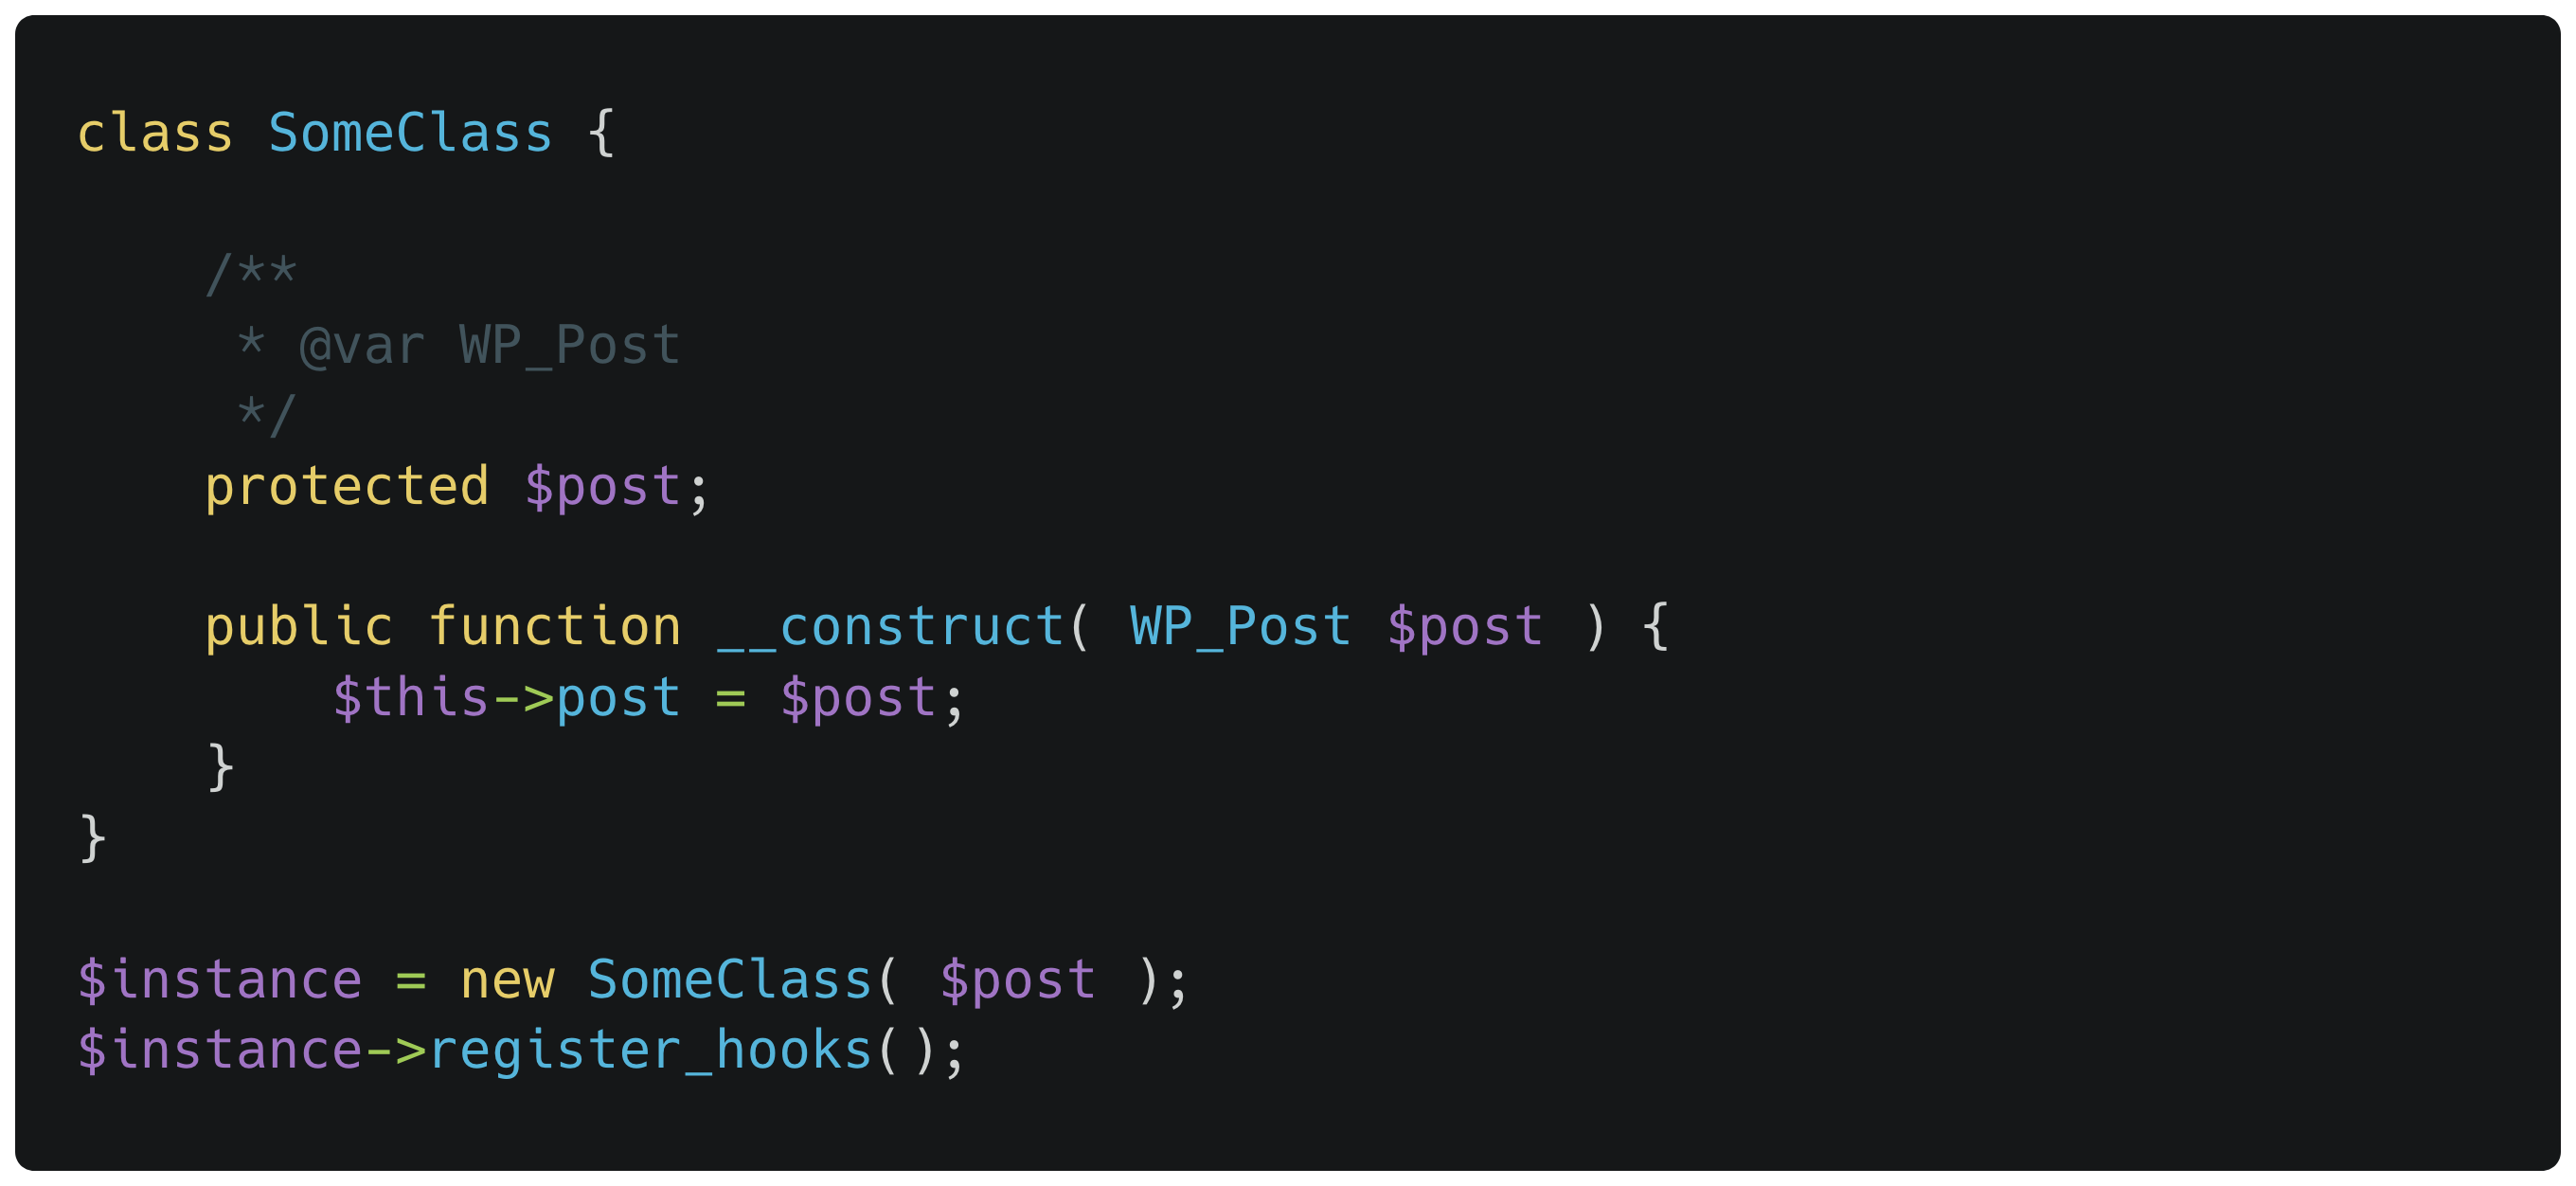 class SomeClass {

    /**
     * @var WP_Post
     */
    protected $post;

    public function __construct( WP_Post $post ) {
        $this->post = $post;
    }
}

$instance = new SomeClass( $post );
$instance->register_hooks();